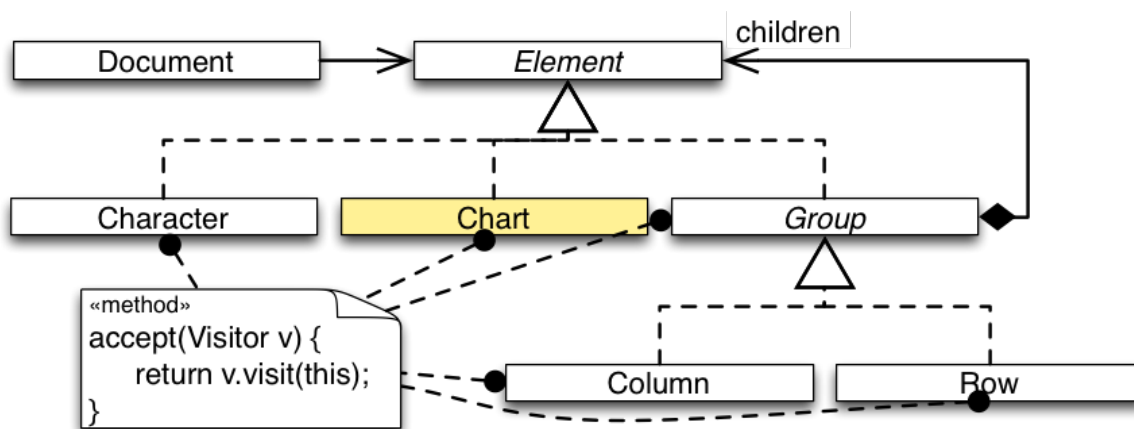 children
Document
Element
Character
Chart
Group
«method»
accept(Visitor v) {
return v.visit(this);
}
Column
Row